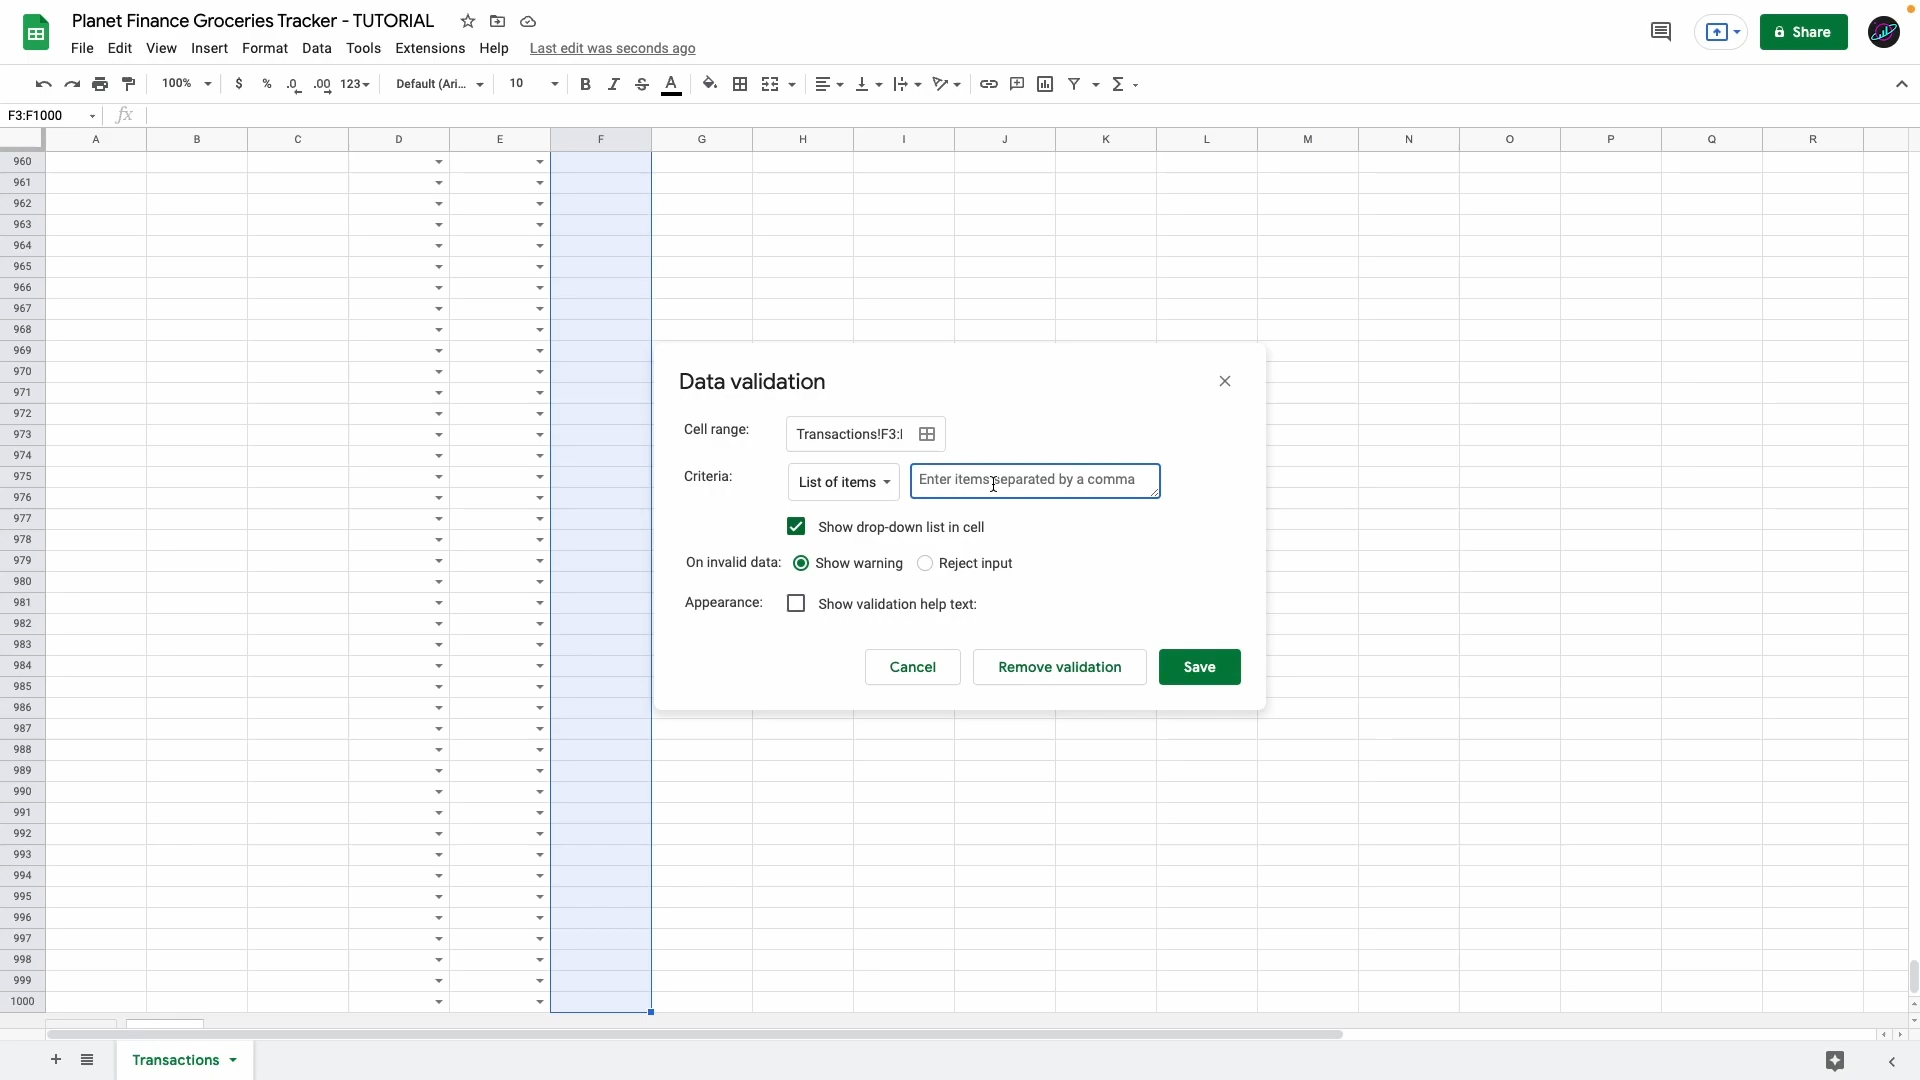 Planet Finance Groceries Tracker - TUTORIAL
File Edit View Insert Format Data Tools Extensions Help Last edit was seconds ago
Share
100% $ % .0 .00 123 Default (Ari... 10 B I S A Σ
F3:F1000 fx
A B C D E F G H I J K L M N O P Q R
960
961
962
963
964
965
966
967
968
969
970
971
972
973
974
975
976
977
978
979
980
981
982
983
984
985
986
987
988
989
990
991
992
993
994
995
996
997
998
999
1000
Data validation
Cell range: Transactions!F3:
Criteria: List of items Enter items separated by a comma
Show drop-down list in cell
On invalid data: Show warning Reject input
Appearance: Show validation help text:
Cancel Remove validation Save
Transactions